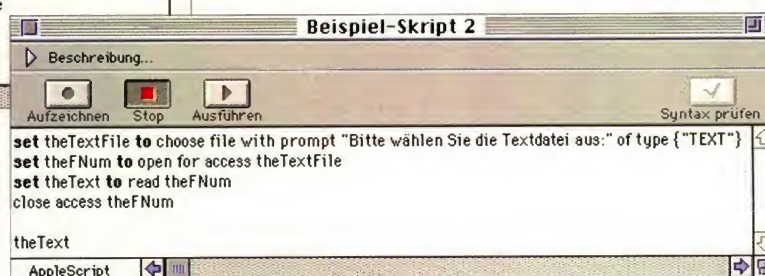 Beispiel-Skript 2
Beschreibung...
Aufzeichnen Stop Ausführen Syntax prüfen
set theTextFile to choose file with prompt "Bitte wählen Sie die Textdatei aus:" of type {"TEXT"}
set theFNum to open for access theTextFile
set theText to read theFNum
close access theFNum
theText
AppleScript